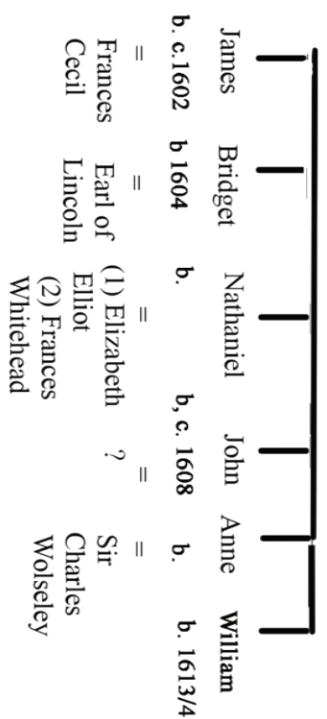 James Bridget Nathaniel John Anne William
b. c.1602 b 1604 b. b, c. 1608 b. b. 1613/4
= = = = =
Frances Earl of (1) Elizabeth ? Sir
Cecil Lincoln Elliot Charles
(2) Frances Wolseley
Whitehead